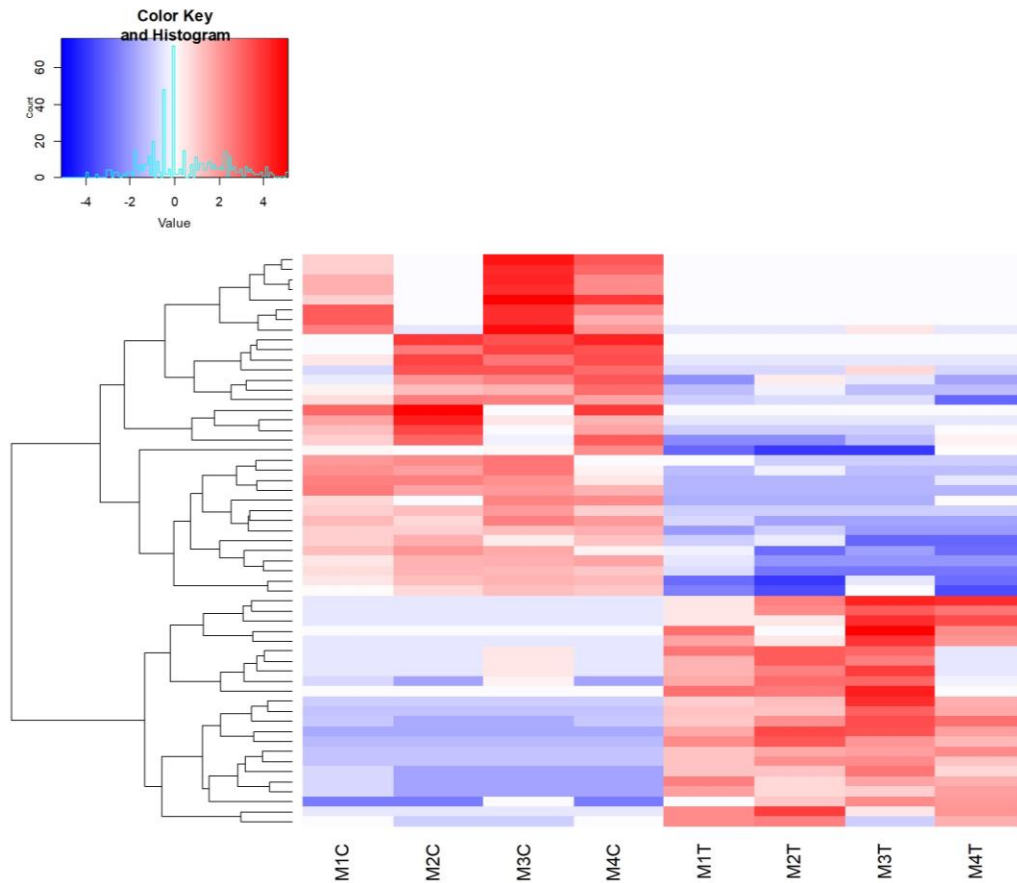 Color Key
and Histogram
Count
0
20
40
60
-4
-2
0
2
4
Value
M1C
M2C
M3C
M4C
M1T
M2T
M3T
M4T